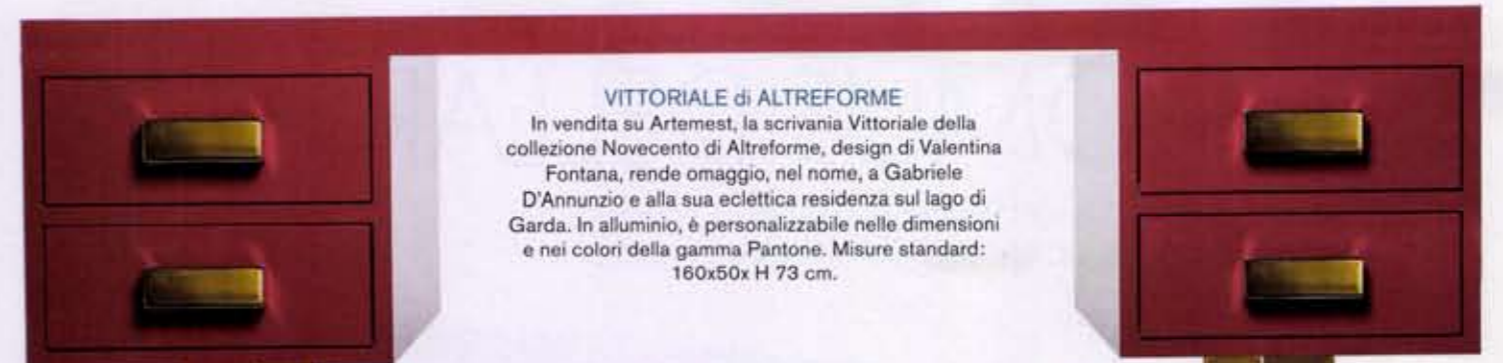 VITTORIALE di ALTREFORME
In vendita su Artemest, la scrivania Vittoriale della
collezione Novecento di Altreforme, design di Valentina
Fontana, rende omaggio, nel nome, a Gabriele
D'Annunzio e alla sua eclettica residenza sul lago di
Garda. In alluminio, è personalizzabile nelle dimensioni
e nei colori della gamma Pantone. Misure standard:
160x50x H 73 cm.